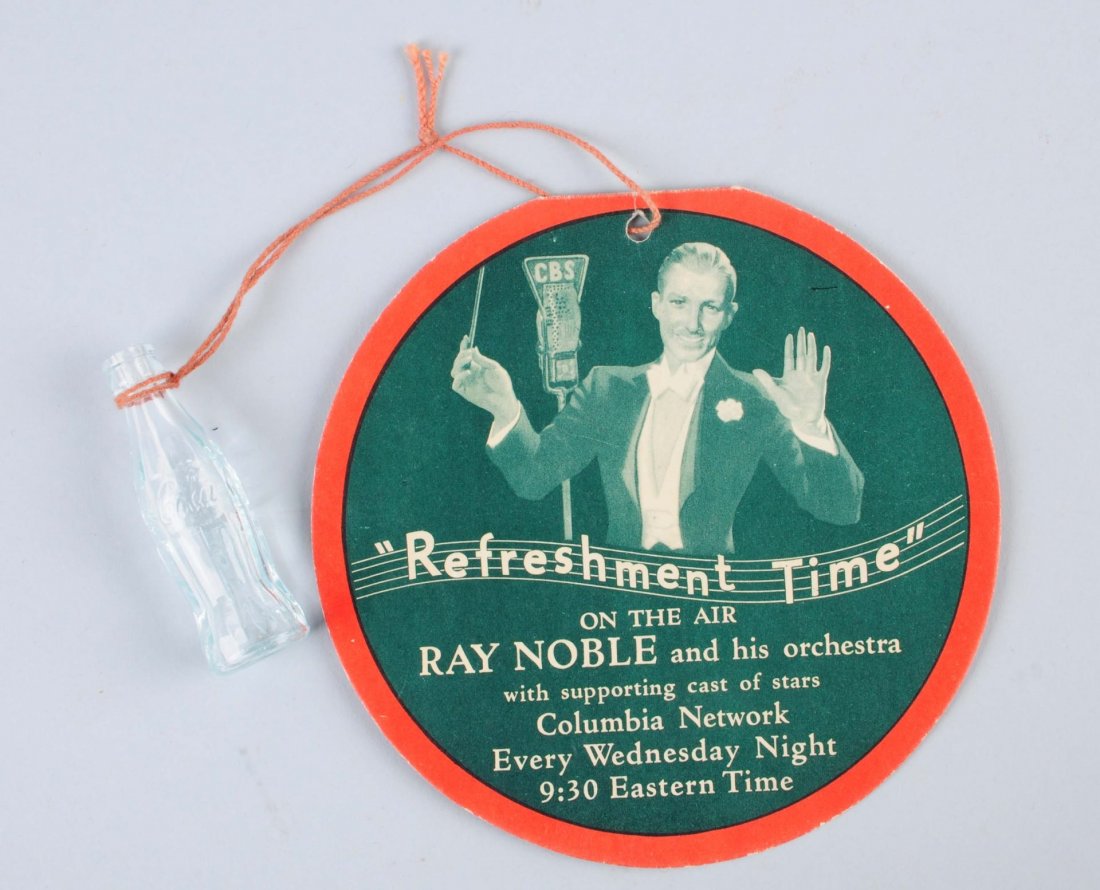 CBS
"Refreshment Time"
ON THE AIR
RAY NOBLE and his orchestra
with supporting cast of stars
Columbia Network
Every Wednesday Night
9:30 Eastern Time
Coca